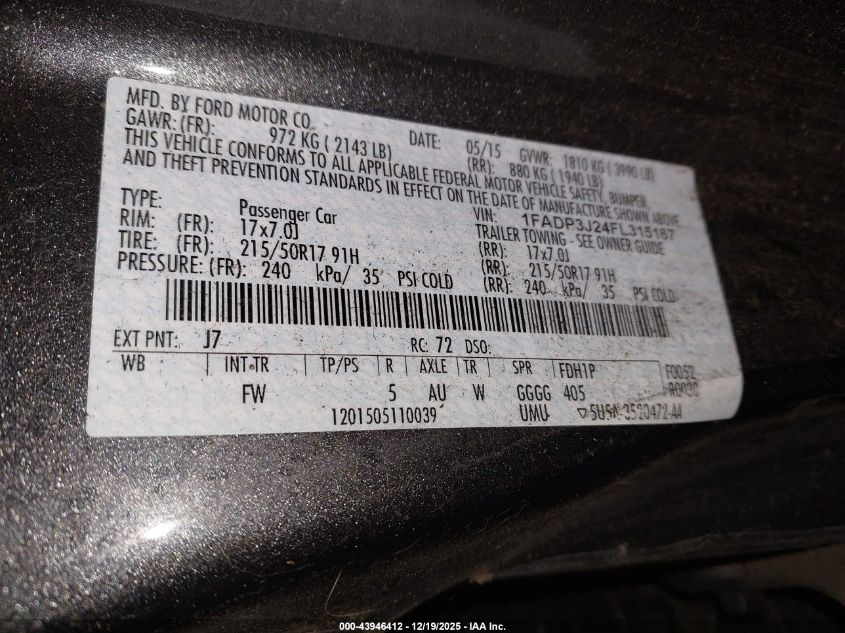 MFD. BY FORD MOTOR CO.
DATE: 05/15 GVWR: 1810 KG ( 3990 LB)
GAWR: (FR): 972 KG ( 2143 LB) (RR): 880 KG ( 1940 LB)
THIS VEHICLE CONFORMS TO ALL APPLICABLE FEDERAL MOTOR VEHICLE SAFETY, BUMPER,
AND THEFT PREVENTION STANDARDS IN EFFECT ON THE DATE OF MANUFACTURE SHOWN ABOVE
VIN: 1FADP3J24FL315187
TYPE: Passenger Car TRAILER TOWING - SEE OWNER GUIDE
RIM: (FR): 17x7.0J (RR): 17x7.0J
TIRE: (FR): 215/50R17 91H (RR): 215/50R17 91H
PRESSURE: (FR): 240 kPa/ 35 PSI COLD (RR): 240 kPa/ 35 PSI COLD
EXT PNT: J7 RC: 72 DSO:
WB INT TR TP/PS R AXLE TR SPR FDH1P F0052
FW 5 AU W GGGG 405
1201505110039 UMU
000-43946412 - 12/19/2025 - IAA Inc.